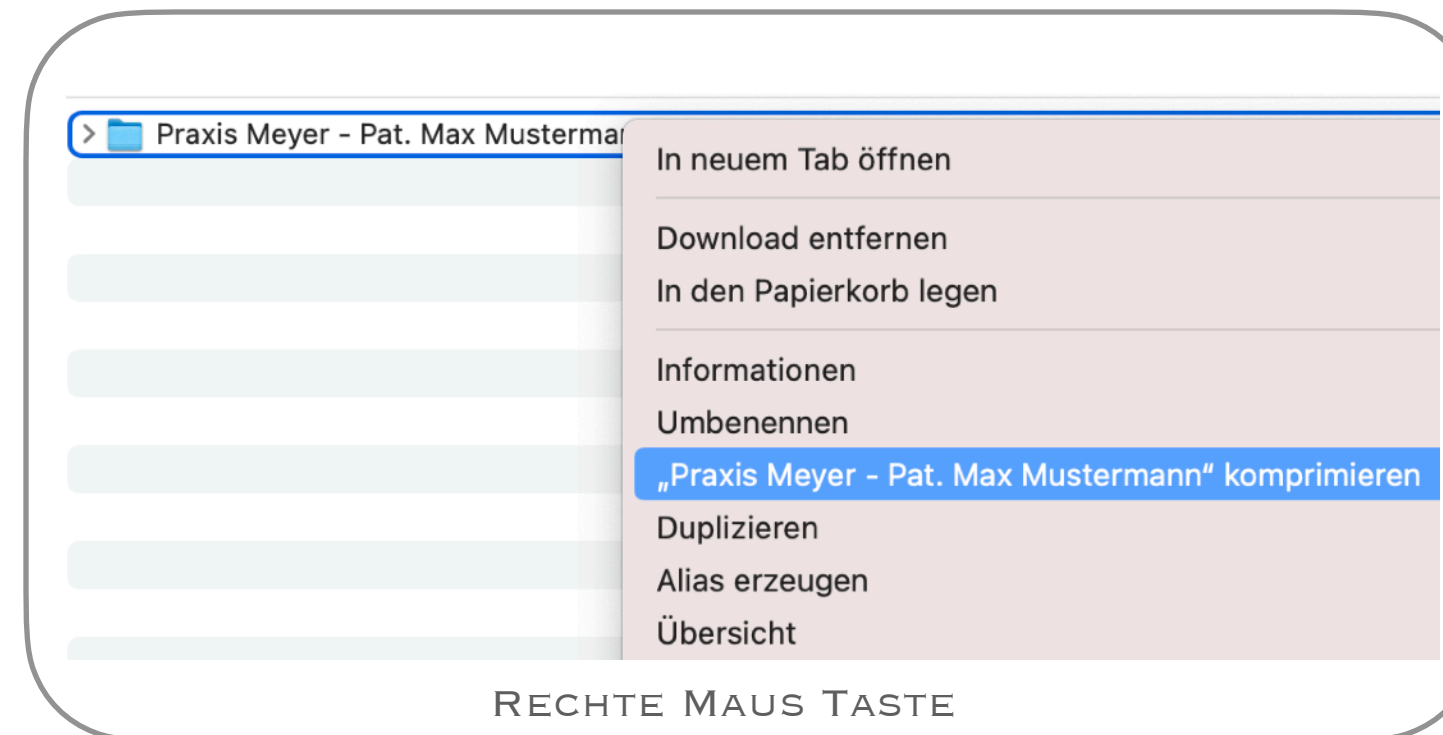 Praxis Meyer - Pat. Max Musterma
In neuem Tab öffnen
Download entfernen
In den Papierkorb legen
Informationen
Umbenennen
„Praxis Meyer - Pat. Max Mustermann“ komprimieren
Duplizieren
Alias erzeugen
Übersicht
Rechte Maus Taste